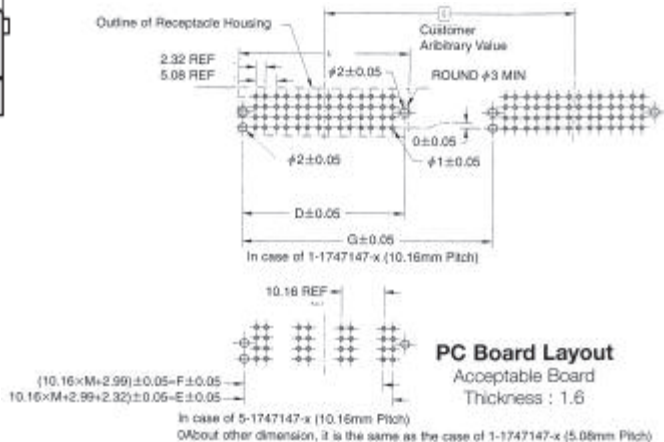 Outline of Receptacle Housing
Customer
Aribitrary Value
2.32 REF
5.08 REF
L
φ2±0.05
ROUND φ3 MIN
0±0.05
φ2±0.05
φ1±0.05
D±0.05
G±0.05
In case of 1-1747147-x (10.16mm Pitch)
10.16 REF
(10.16×M+2.99)±0.05=F±0.05
10.16×M+2.99+2.32)±0.05=E±0.05
In case of 5-1747147-x (10.16mm Pitch)
0About other dimension, it is the same as the case of 1-1747147-x (5.08mm Pitch)
PC Board Layout
Acceptable Board
Thickness : 1.6